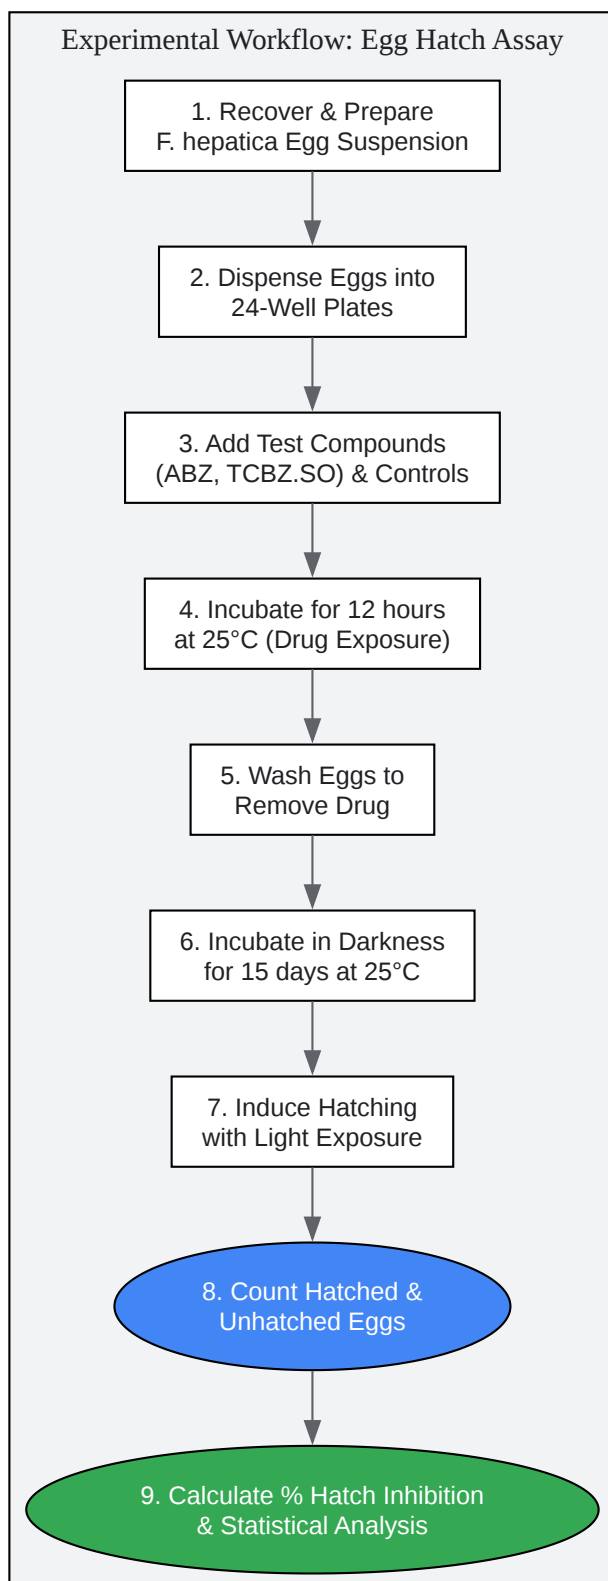 Experimental Workflow: Egg Hatch Assay
1. Recover & Prepare
F. hepatica Egg Suspension
2. Dispense Eggs into
24-Well Plates
3. Add Test Compounds
(ABZ, TCBZ.SO) & Controls
4. Incubate for 12 hours
at 25°C (Drug Exposure)
5. Wash Eggs to
Remove Drug
6. Incubate in Darkness
for 15 days at 25°C
7. Induce Hatching
with Light Exposure
8. Count Hatched &
Unhatched Eggs
9. Calculate % Hatch Inhibition
& Statistical Analysis